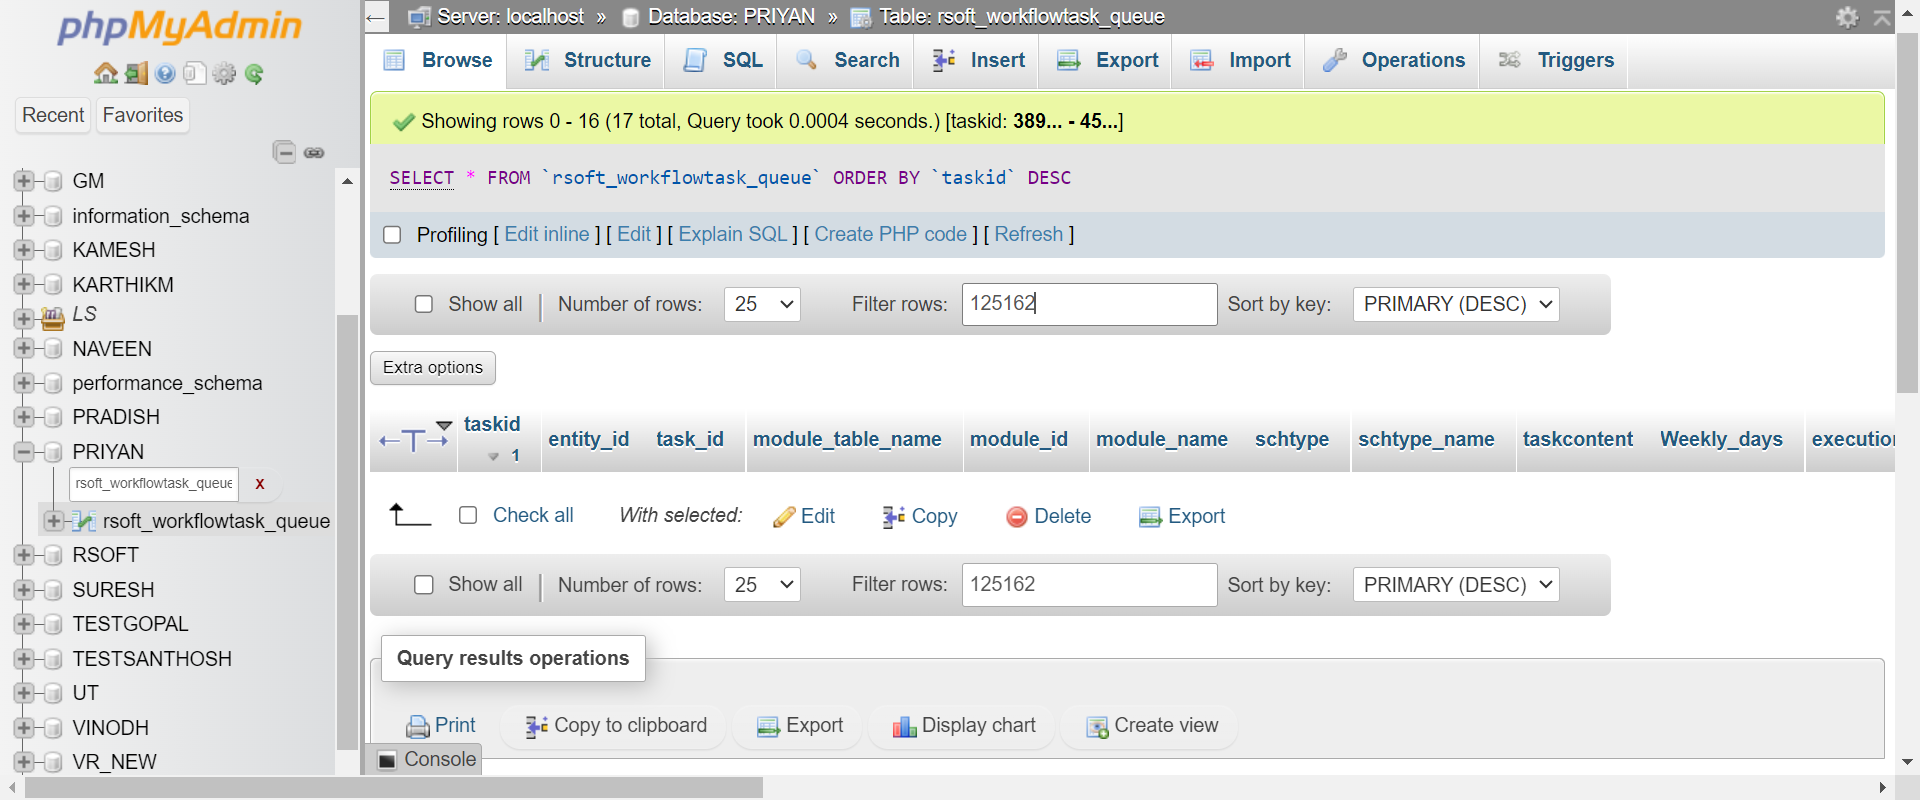 phpMyAdmin
Recent
Favorites
GM
information_schema
KAMESH
KARTHIKM
LS
NAVEEN
performance_schema
PRADISH
PRIYAN
rsoft_workflowtask_queue
x
rsoft_workflowtask_queue
RSOFT
SURESH
TESTGOPAL
TESTSANTHOSH
UT
VINODH
VR_NEW
Server: localhost » Database: PRIYAN » Table: rsoft_workflowtask_queue
Browse Structure SQL Search Insert Export Import Operations Triggers
Showing rows 0 - 16 (17 total, Query took 0.0004 seconds.) [taskid: 389... - 45...]
SELECT * FROM `rsoft_workflowtask_queue` ORDER BY `taskid` DESC
Profiling [ Edit inline ] [ Edit ] [ Explain SQL ] [ Create PHP code ] [ Refresh ]
Show all Number of rows: 25 Filter rows: 125162 Sort by key: PRIMARY (DESC)
Extra options
←T→ taskid 1 entity_id task_id module_table_name module_id module_name schtype schtype_name taskcontent Weekly_days execution
Check all With selected: Edit Copy Delete Export
Show all Number of rows: 25 Filter rows: 125162 Sort by key: PRIMARY (DESC)
Query results operations
Print Copy to clipboard Export Display chart Create view
Console